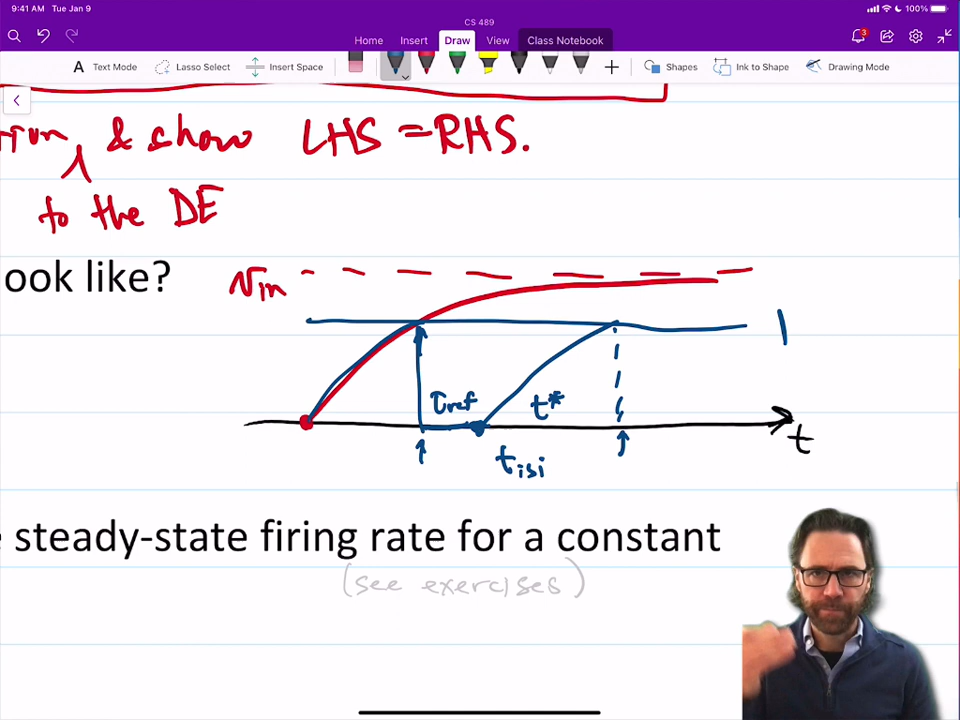 9:41 AM Tue Jan 9
100%
CS 489
Home Insert Draw View Class Notebook
3
Text Mode Lasso Select Insert Space Shapes Ink to Shape Drawing Mode
& show LHS = RHS.
to the DE
ook like?
vin
1
τref t*
t
tisi
steady-state firing rate for a constant
(see exercises)